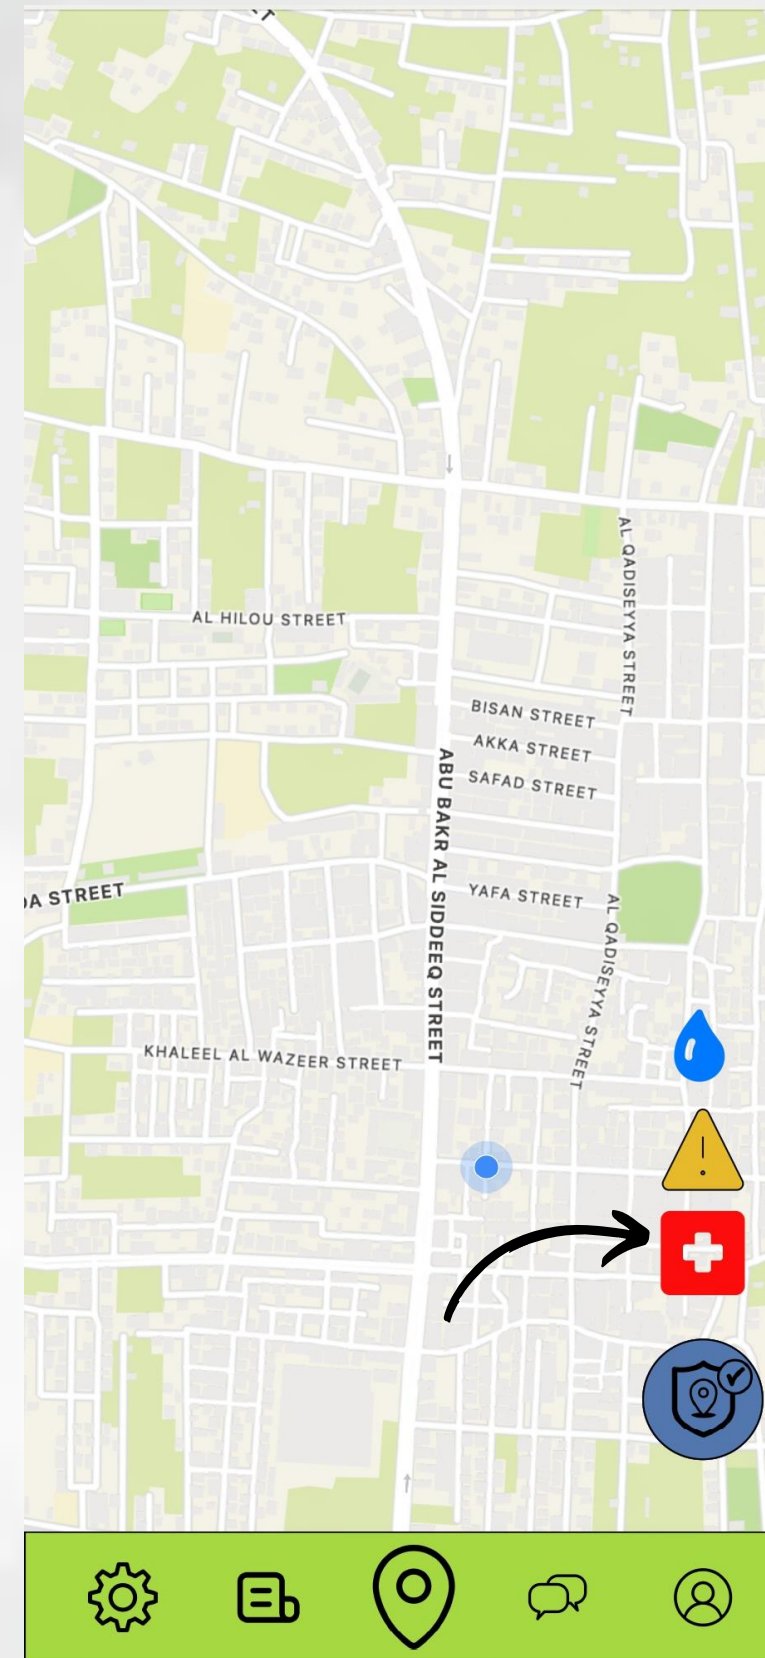 AL QADISEYYA STREET
AL HILOU STREET
BISAN STREET
AKKA STREET
SAFAD STREET
ABU BAKR AL SIDDEEQ STREET
STREET
YAFA STREET
AL QADISEYYA STREET
KHALEEL AL WAZEER STREET